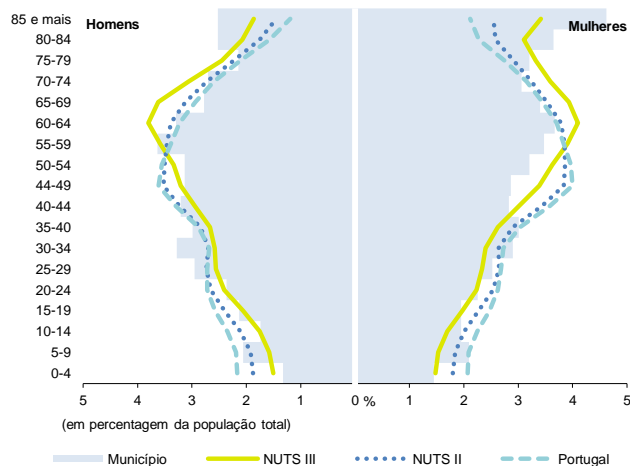 Homens
Mulheres
85 e mais
80-84
75-79
70-74
65-69
60-64
55-59
50-54
44-49
40-44
35-40
30-34
25-29
20-24
15-19
10-14
5-9
0-4
5 4 3 2 1 0 % 1 2 3 4 5
(em percentagem da população total)
Município NUTS III NUTS II Portugal